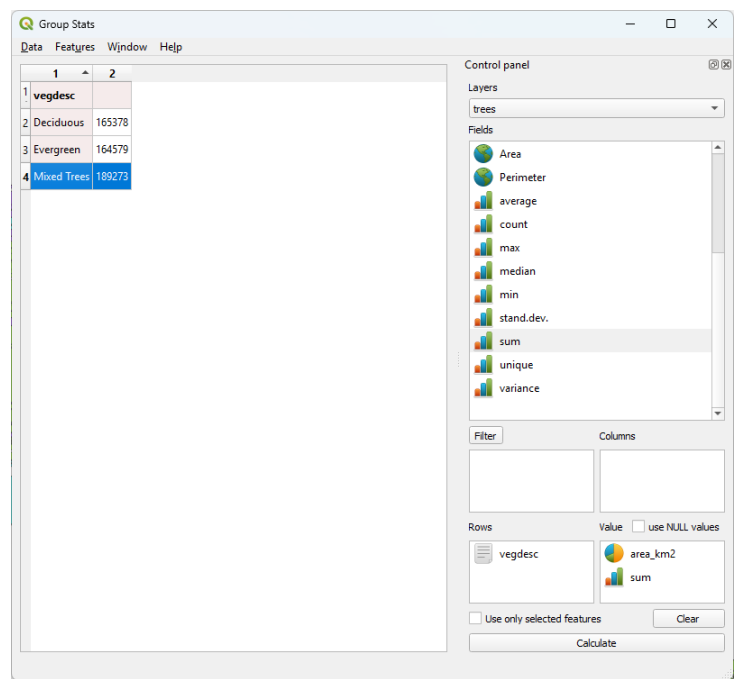 Group Stats
Data Features Window Help
1 2
1 vegdesc
2 Deciduous 165378
3 Evergreen 164579
4 Mixed Trees 189273
Control panel
Layers
trees
Fields
Area
Perimeter
average
count
max
median
min
stand.dev.
sum
unique
variance
Filter Columns
Rows Value use NULL values
vegdesc area_km2
sum
Use only selected features Clear
Calculate